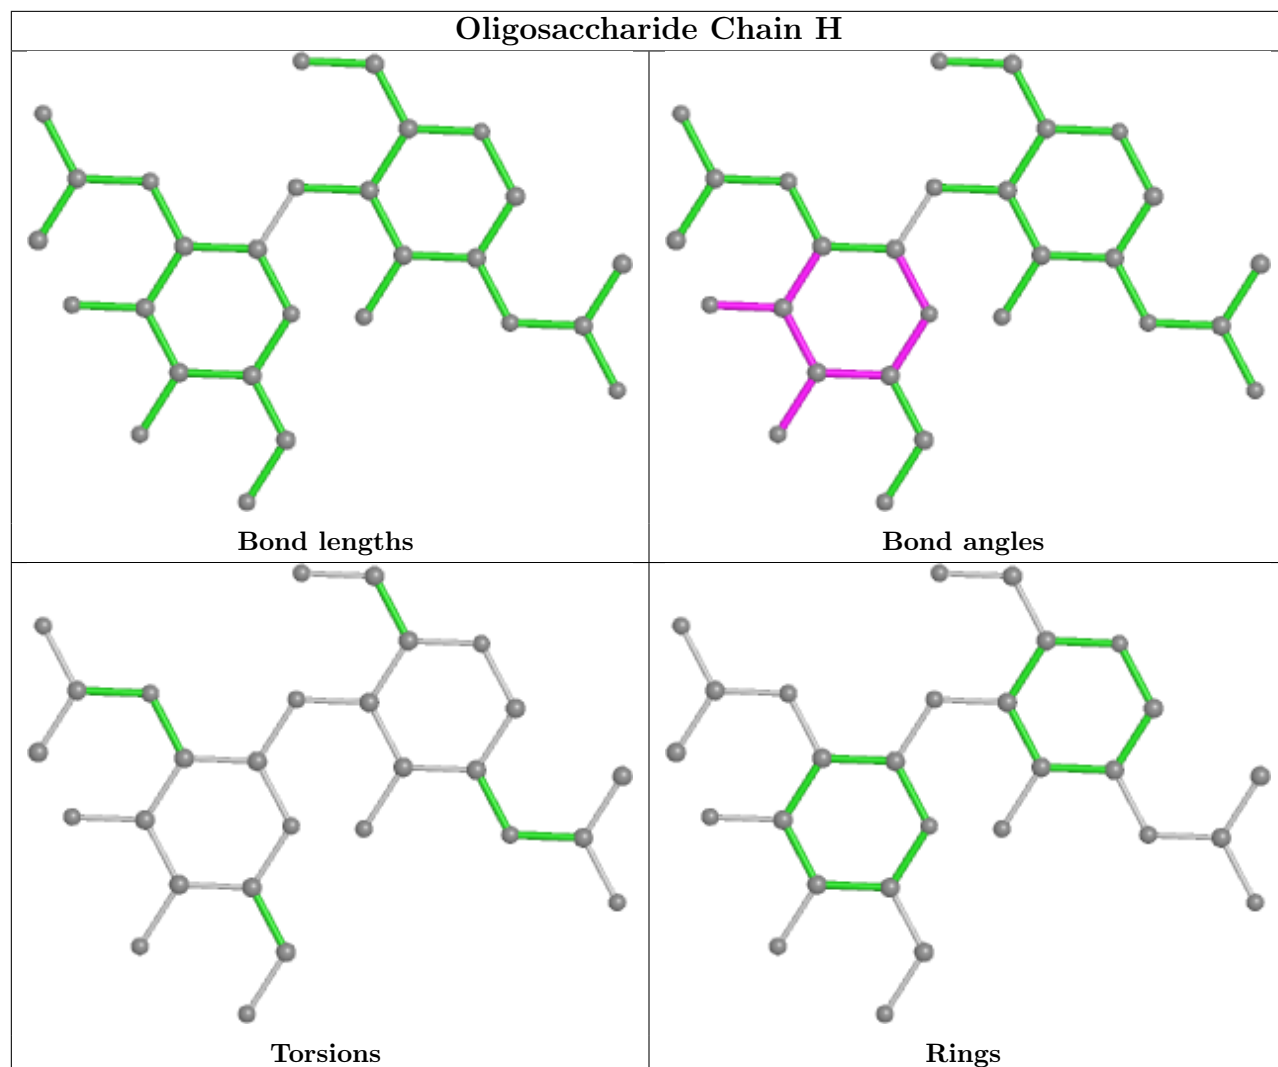 Oligosaccharide Chain H
Bond lengths
Bond angles
Torsions
Rings